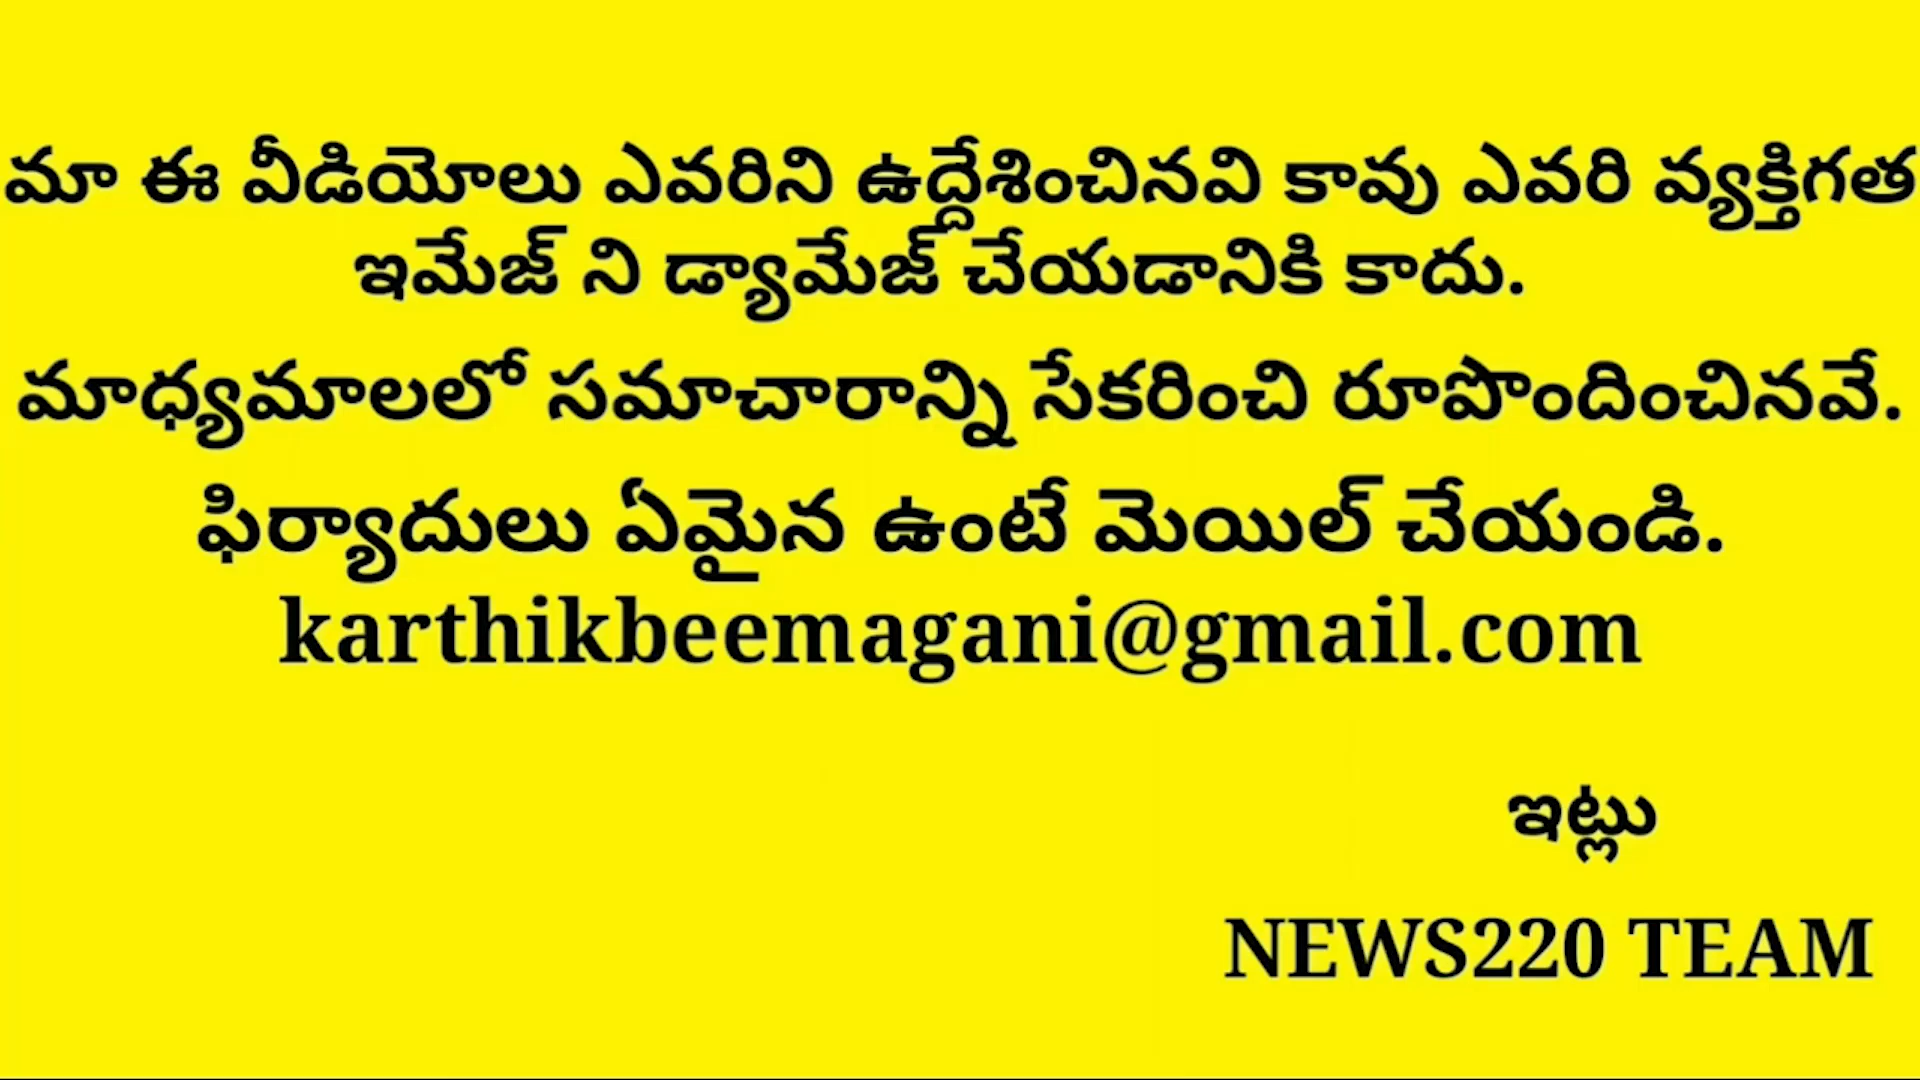 మా ఈ వీడియోలు ఎవరిని ఉద్దేశించినవి కావు ఎవరి వ్యక్తిగత
ఇమేజ్ ని డ్యామేజ్ చేయడానికి కాదు.
మాధ్యమాలలో సమాచారాన్ని సేకరించి రూపొందించినవే.
ఫిర్యాదులు ఏమైన ఉంటే మెయిల్ చేయండి.
karthikbeemagani@gmail.com
ఇట్లు
NEWS220 TEAM